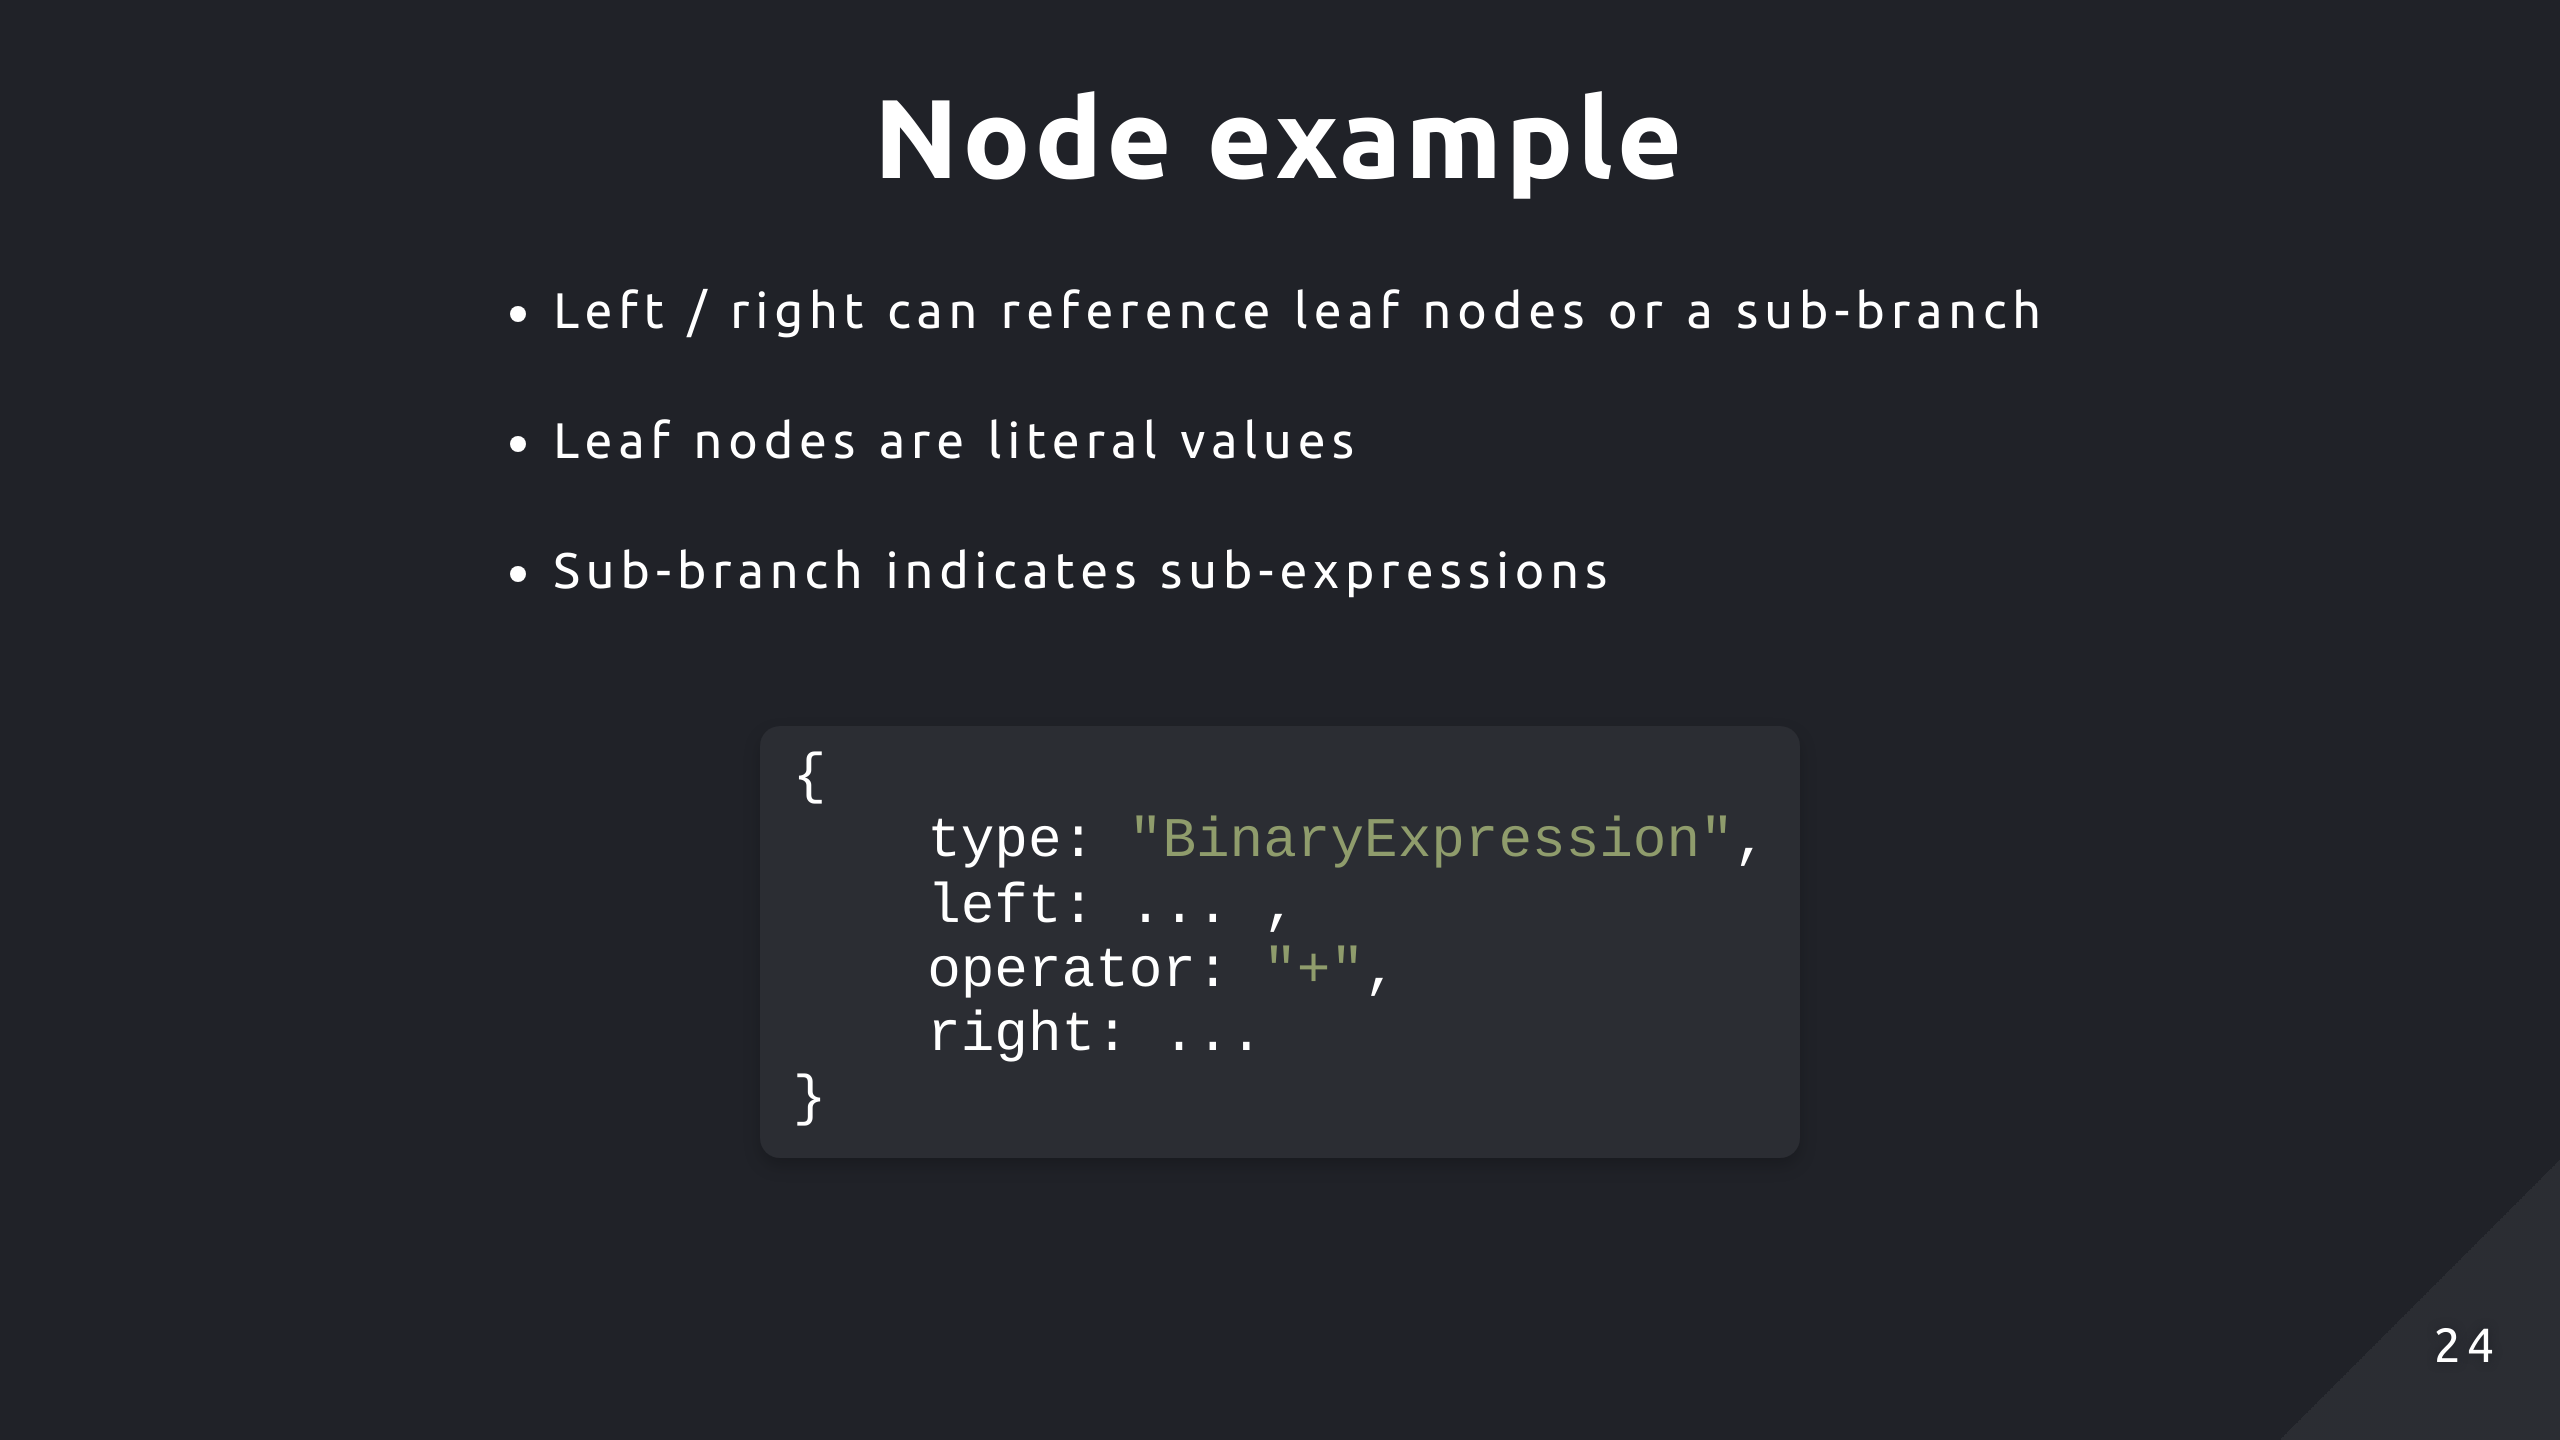 Node example
• Left / right can reference leaf nodes or a sub-branch
• Leaf nodes are literal values
• Sub-branch indicates sub-expressions
{
    type: "BinaryExpression",
    left: ... ,
    operator: "+",
    right: ...
}
24